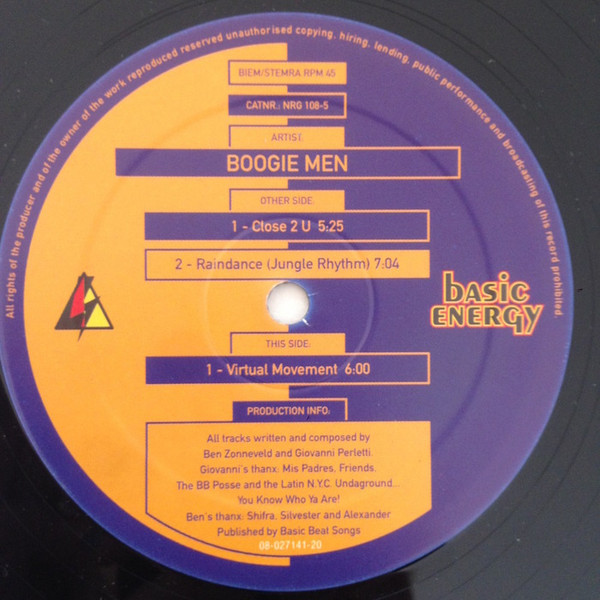 All rights of the producer and of the owner of the work reproduced reserved unauthorised copying, hiring, lending, public performance and broadcasting of this record prohibited.
BIEM/STEMRA RPM 45
CATNR.: NRG 108-5
ARTIST:
BOOGIE MEN
OTHER SIDE:
1 - Close 2 U 5:25
2 - Raindance (Jungle Rhythm) 7:04
basic
ENERGY
THIS SIDE:
1 - Virtual Movement 6:00
PRODUCTION INFO:
All tracks written and composed by
Ben Zonneveld and Giovanni Perletti.
Giovanni's thanx: Mis Padres, Friends,
The BB Posse and the Latin N.Y.C. Undaground...
You Know Who Ya Are!
Ben's thanx: Shifra, Silvester and Alexander
Published by Basic Beat Songs
08-027141-20